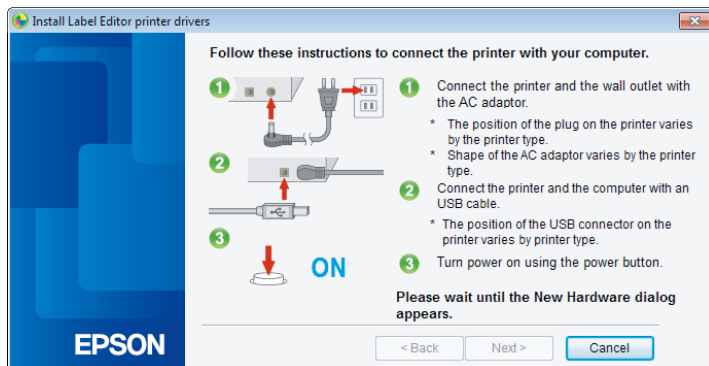 Install Label Editor printer drivers
Follow these instructions to connect the printer with your computer.
1
1
Connect the printer and the wall outlet with
the AC adaptor.
* The position of the plug on the printer varies
by the printer type.
* Shape of the AC adaptor varies by the printer
type.
2
2
Connect the printer and the computer with an
USB cable.
* The position of the USB connector on the
printer varies by printer type.
3
ON
3
Turn power on using the power button.
Please wait until the New Hardware dialog
appears.
EPSON
< Back
Next >
Cancel